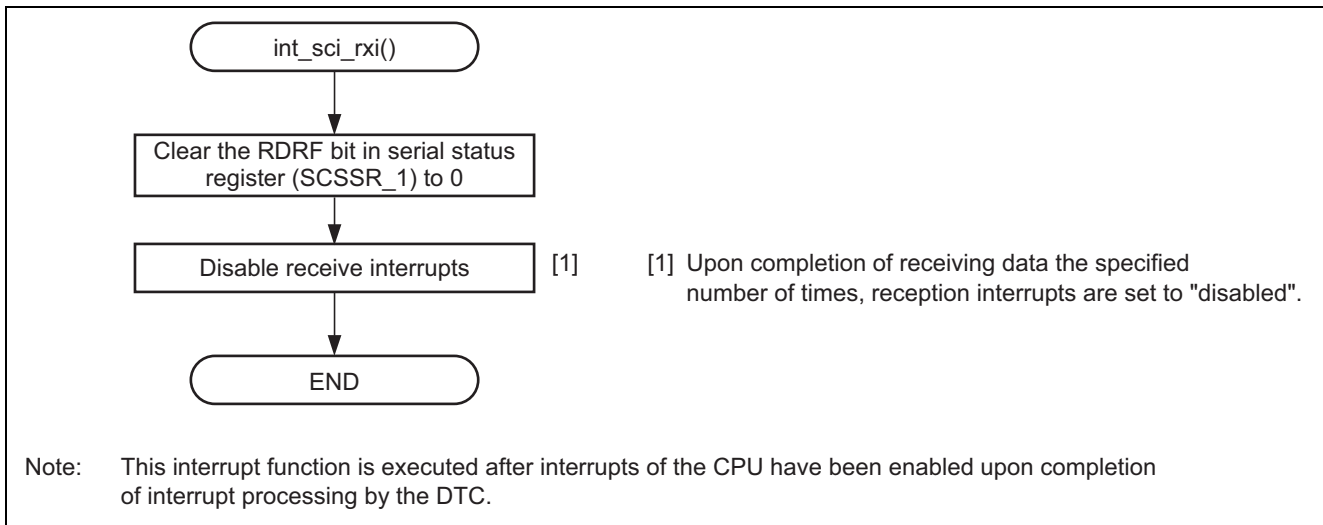 int_sci_rxi()
Clear the RDRF bit in serial status
register (SCSSR_1) to 0
Disable receive interrupts
[1]
[1] Upon completion of receiving data the specified
number of times, reception interrupts are set to "disabled".
END
Note: This interrupt function is executed after interrupts of the CPU have been enabled upon completion
of interrupt processing by the DTC.